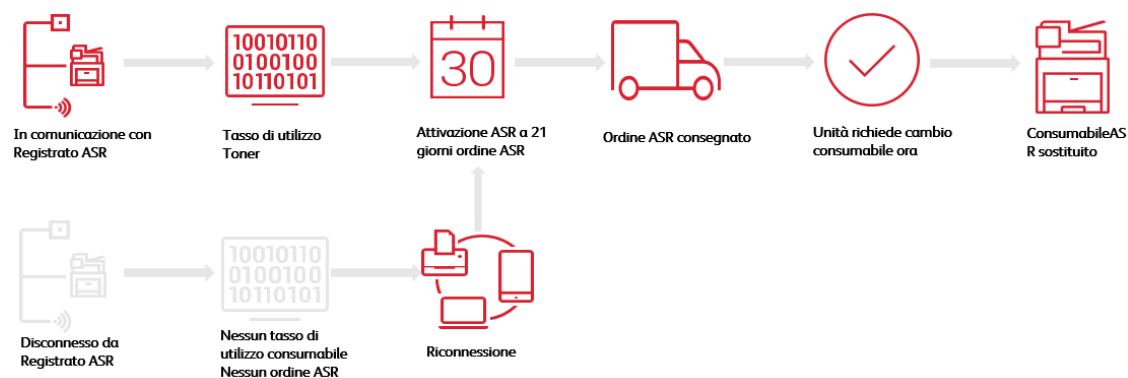 10010110
0100100
10110101
30
In comunicazione con
Registrato ASR
Tasso di utilizzo
Toner
Attivazione ASR a 21
giorni ordine ASR
Ordine ASR consegnato
Unità richiede cambio
consumabile ora
ConsumabileAS
R sostituito
10010110
0100100
10110101
Disconnesso da
Registrato ASR
Nessun tasso di
utilizzo consumabile
Nessun ordine ASR
Riconnessione